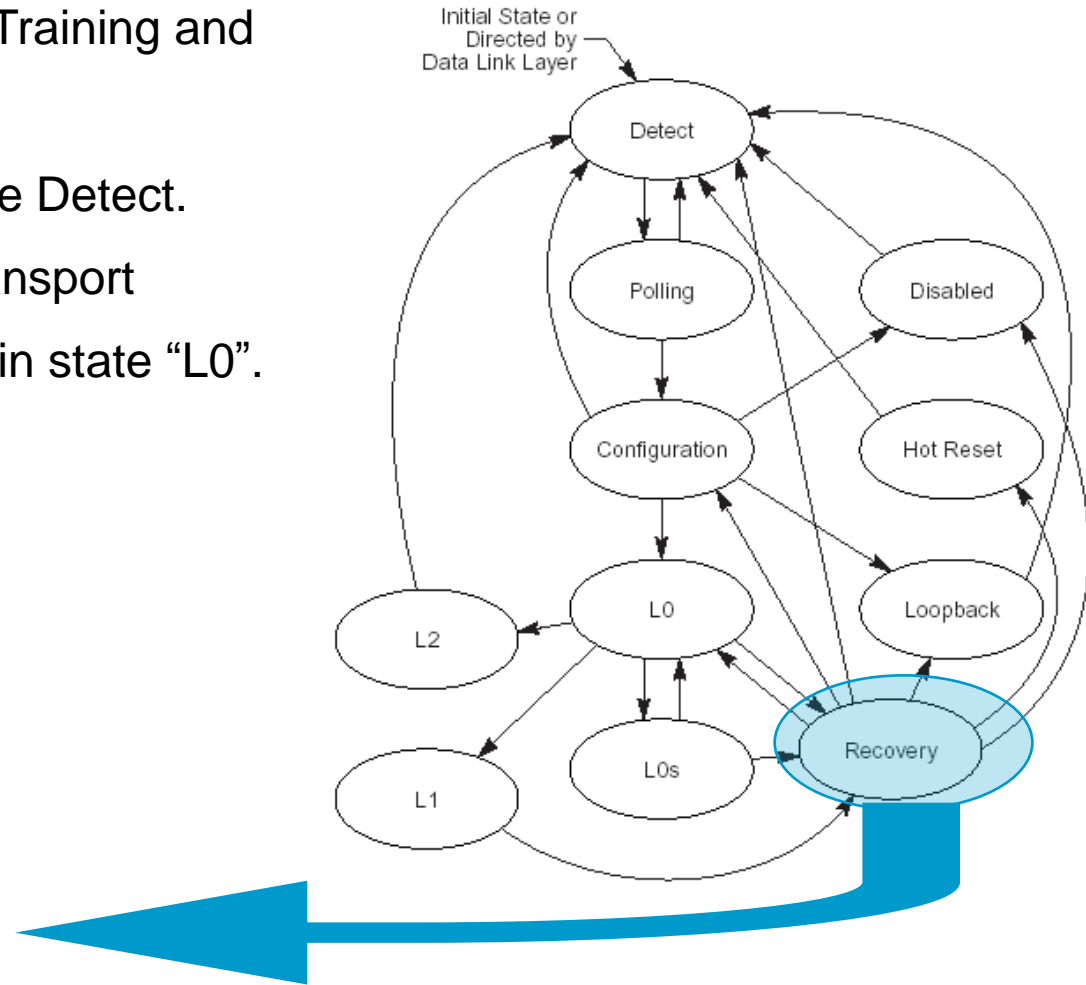 Training and
e Detect.
ansport
in state “L0”.
Initial State or
Directed by
Data Link Layer
Detect
Polling
Disabled
Configuration
Hot Reset
L0
Loopback
L2
L0s
Recovery
L1